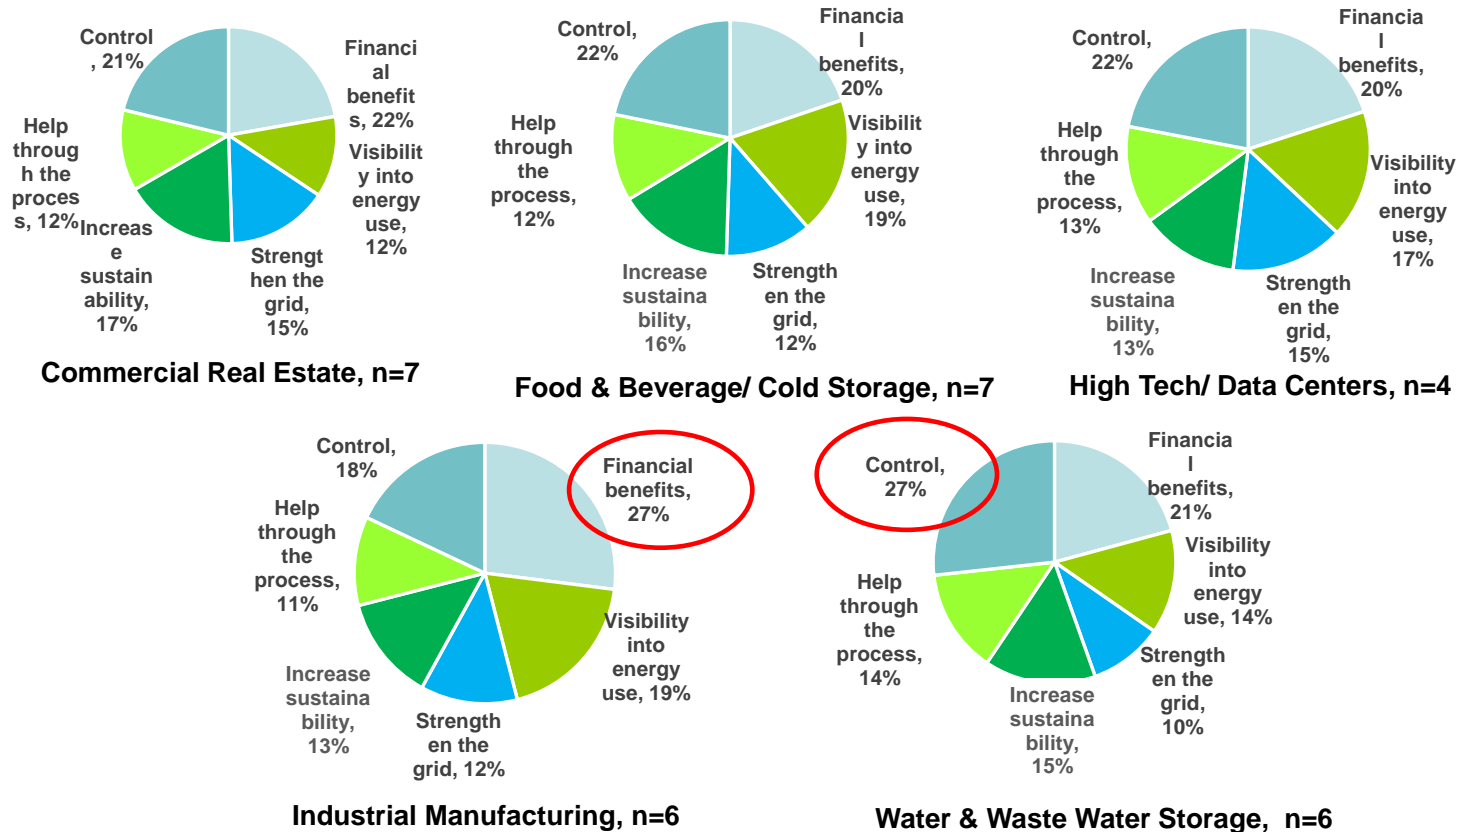 Control
, 21%
Financi
al
benefit
s, 22%
Visibilit
y into
energy
use,
12%
Strengt
hen the
grid,
15%
Increas
e
sustain
ability,
17%
Help
throug
h the
proces
s, 12%
Commercial Real Estate, n=7
Control,
22%
Financia
l
benefits,
20%
Visibilit
y into
energy
use,
19%
Strength
en the
grid,
12%
Increase
sustaina
bility,
16%
Help
through
the
process,
12%
Food & Beverage/ Cold Storage, n=7
Control,
22%
Financia
l
benefits,
20%
Visibility
into
energy
use,
17%
Strength
en the
grid,
15%
Increase
sustaina
bility,
13%
Help
through
the
process,
13%
High Tech/ Data Centers, n=4
Control,
18%
Financial
benefits,
27%
Visibility
into
energy
use, 19%
Strength
en the
grid, 12%
Increase
sustaina
bility,
13%
Help
through
the
process,
11%
Industrial Manufacturing, n=6
Control,
27%
Financia
l
benefits,
21%
Visibility
into
energy
use, 14%
Strength
en the
grid,
10%
Increase
sustaina
bility,
15%
Help
through
the
process,
14%
Water & Waste Water Storage,  n=6